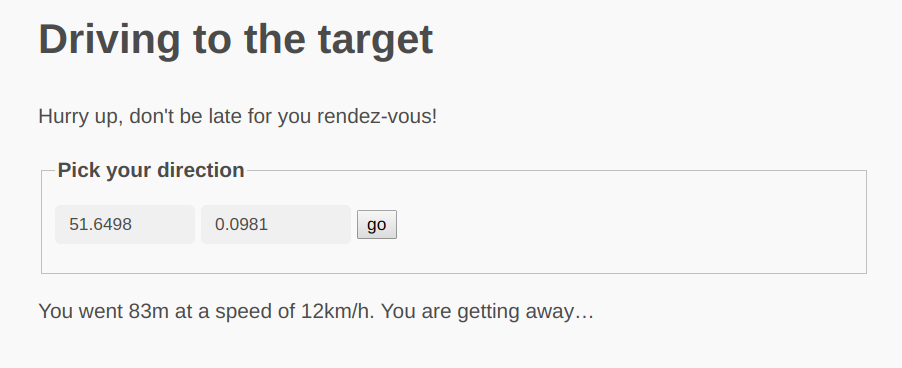 Driving to the target
Hurry up, don't be late for you rendez-vous!
Pick your direction
51.6498 0.0981 go
You went 83m at a speed of 12km/h. You are getting away…